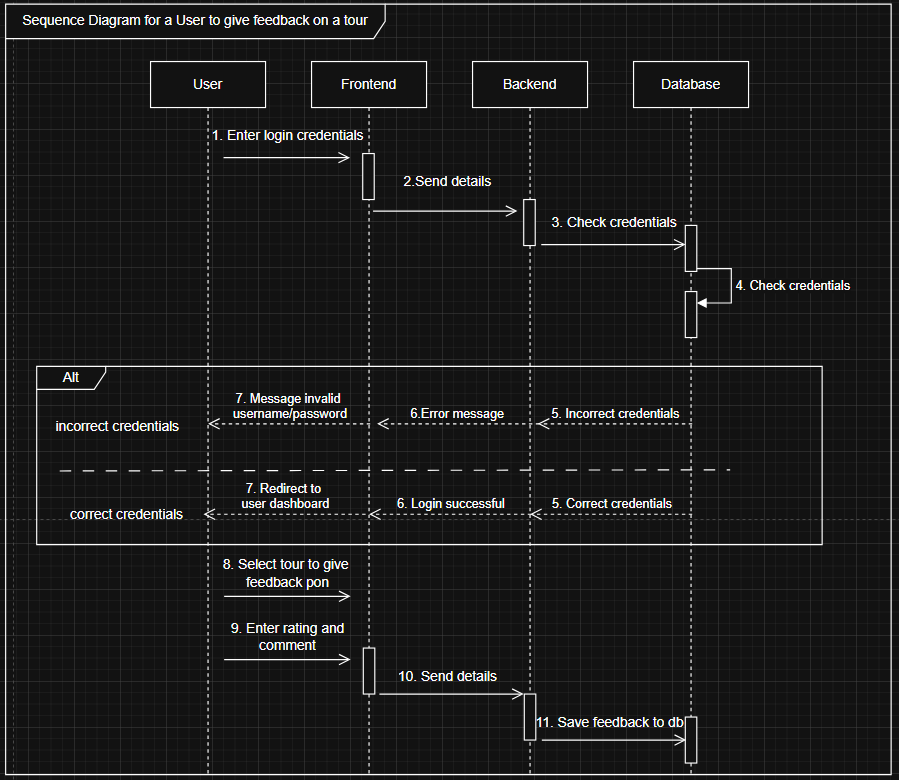 Sequence Diagram for a User to give feedback on a tour
User
Frontend
Backend
Database
1. Enter login credentials
2.Send details
3. Check credentials
4. Check credentials
Alt
incorrect credentials
7. Message invalid
username/password
6.Error message
5. Incorrect credentials
correct credentials
7. Redirect to
user dashboard
6. Login successful
5. Correct credentials
8. Select tour to give
feedback pon
9. Enter rating and
comment
10. Send details
11. Save feedback to db